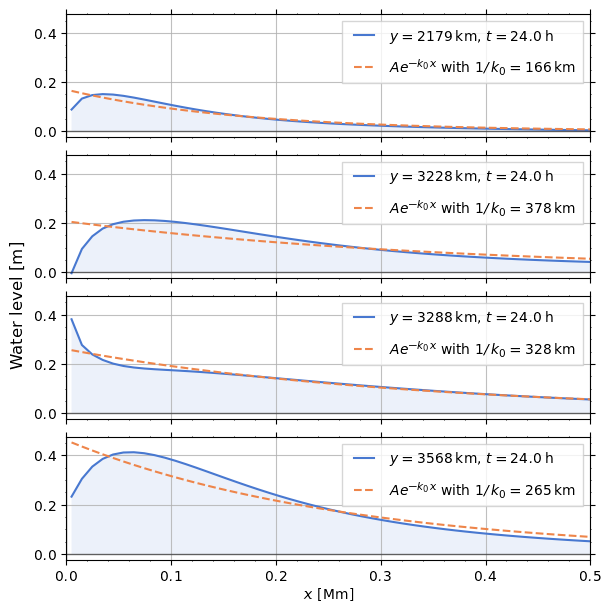 0.4
0.2
0.0
y = 2179 km, t = 24.0 h
Ae^{-k_0 x} with 1/k_0 = 166 km
0.4
0.2
0.0
y = 3228 km, t = 24.0 h
Ae^{-k_0 x} with 1/k_0 = 378 km
Water level [m]
0.4
0.2
0.0
y = 3288 km, t = 24.0 h
Ae^{-k_0 x} with 1/k_0 = 328 km
0.4
0.2
0.0
y = 3568 km, t = 24.0 h
Ae^{-k_0 x} with 1/k_0 = 265 km
0.0 0.1 0.2 0.3 0.4 0.5
x [Mm]